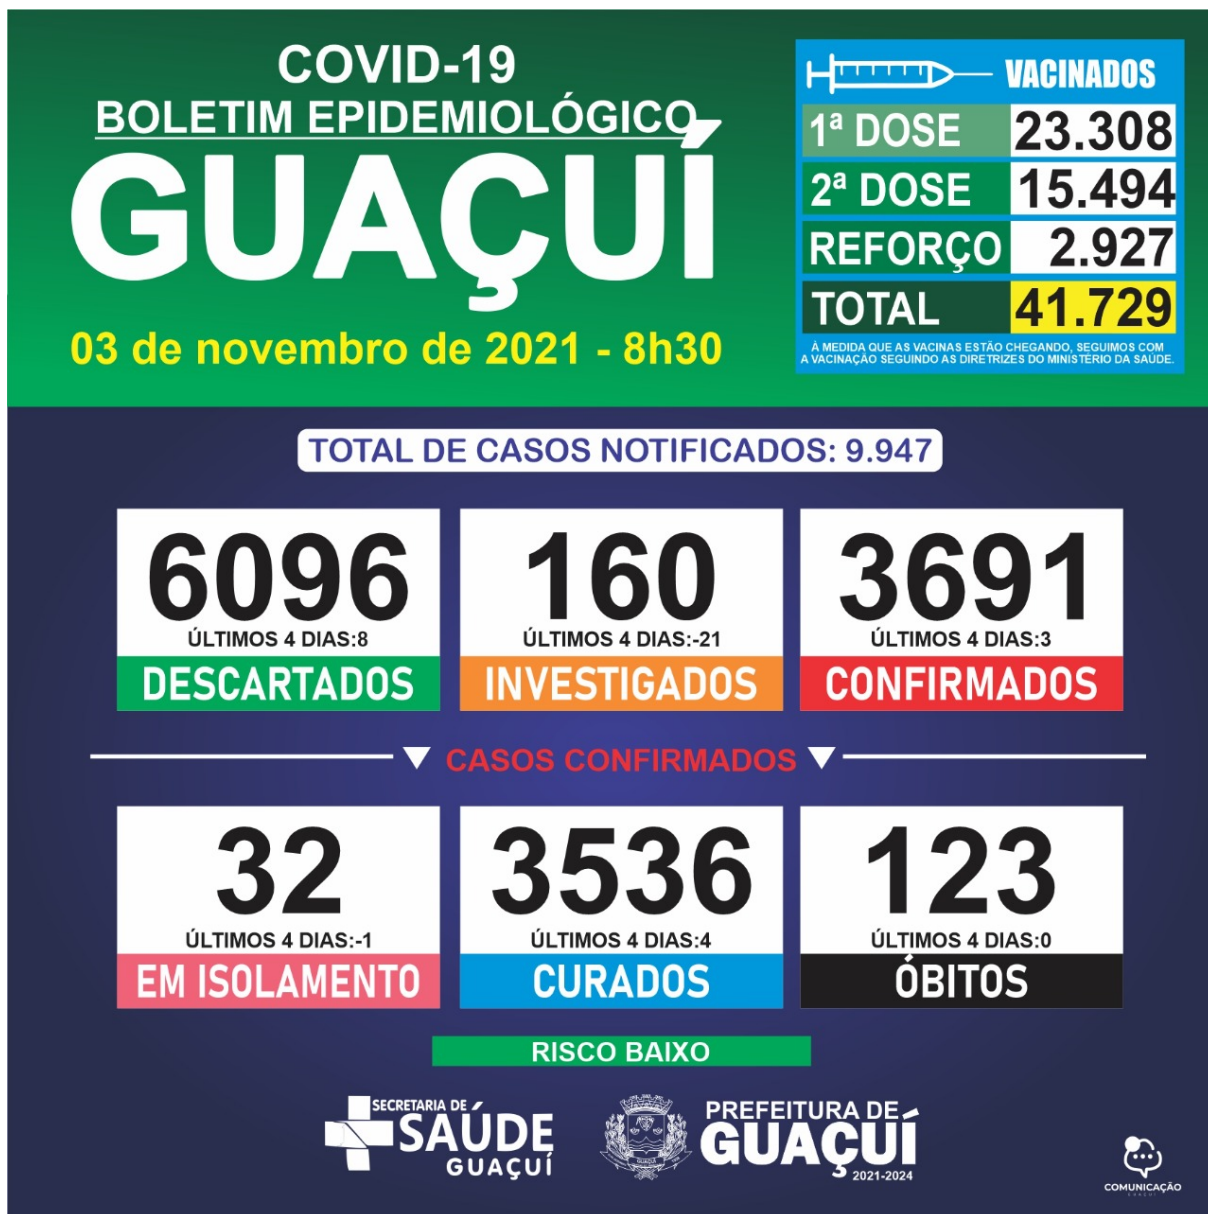 COVID-19
BOLETIM EPIDEMIOLÓGICO
GUAÇUÍ
03 de novembro de 2021 - 8h30
VACINADOS
1ª DOSE 23.308
2ª DOSE 15.494
REFORÇO 2.927
TOTAL 41.729
À MEDIDA QUE AS VACINAS ESTÃO CHEGANDO, SEGUIMOS COM
A VACINAÇÃO SEGUINDO AS DIRETRIZES DO MINISTÉRIO DA SAÚDE.
TOTAL DE CASOS NOTIFICADOS: 9.947
6096
ÚLTIMOS 4 DIAS:8
DESCARTADOS
160
ÚLTIMOS 4 DIAS:-21
INVESTIGADOS
3691
ÚLTIMOS 4 DIAS:3
CONFIRMADOS
CASOS CONFIRMADOS
32
ÚLTIMOS 4 DIAS:-1
EM ISOLAMENTO
3536
ÚLTIMOS 4 DIAS:4
CURADOS
123
ÚLTIMOS 4 DIAS:0
ÓBITOS
RISCO BAIXO
SECRETARIA DE
SAÚDE
GUAÇUÍ
GUAÇUÍ
PREFEITURA DE
GUAÇUÍ
2021-2024
COMUNICAÇÃO
GUAÇUÍ